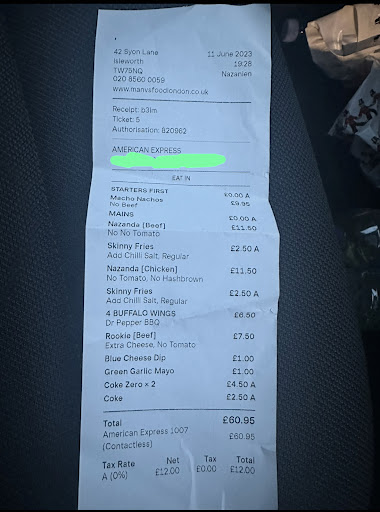 42 Syon Lane 11 June 2023
Isleworth 19:28
TW75NQ Nazanien
020 8560 0059
www.manvsfoodlondon.co.uk
Receipt: b3im
Ticket: 5
Authorisation: 820962
AMERICAN EXPRESS
EAT IN
STARTERS FIRST £0.00 A
Macho Nachos £9.95
No Beef
MAINS £0.00 A
Nazanda [Beef] £11.50
No No Tomato
Skinny Fries £2.50 A
Add Chilli Salt, Regular
Nazanda [Chicken] £11.50
No Tomato, No Hashbrown
Skinny Fries £2.50 A
Add Chilli Salt, Regular
4 BUFFALO WINGS £6.50
Dr Pepper BBQ
Rookie [Beef] £7.50
Extra Cheese, No Tomato
Blue Cheese Dip £1.00
Green Garlic Mayo £1.00
Coke Zero × 2 £4.50 A
Coke £2.50 A
Total £60.95
American Express 1007 £60.95
(Contactless)
Tax Rate Net Tax Total
A (0%) £12.00 £0.00 £12.00